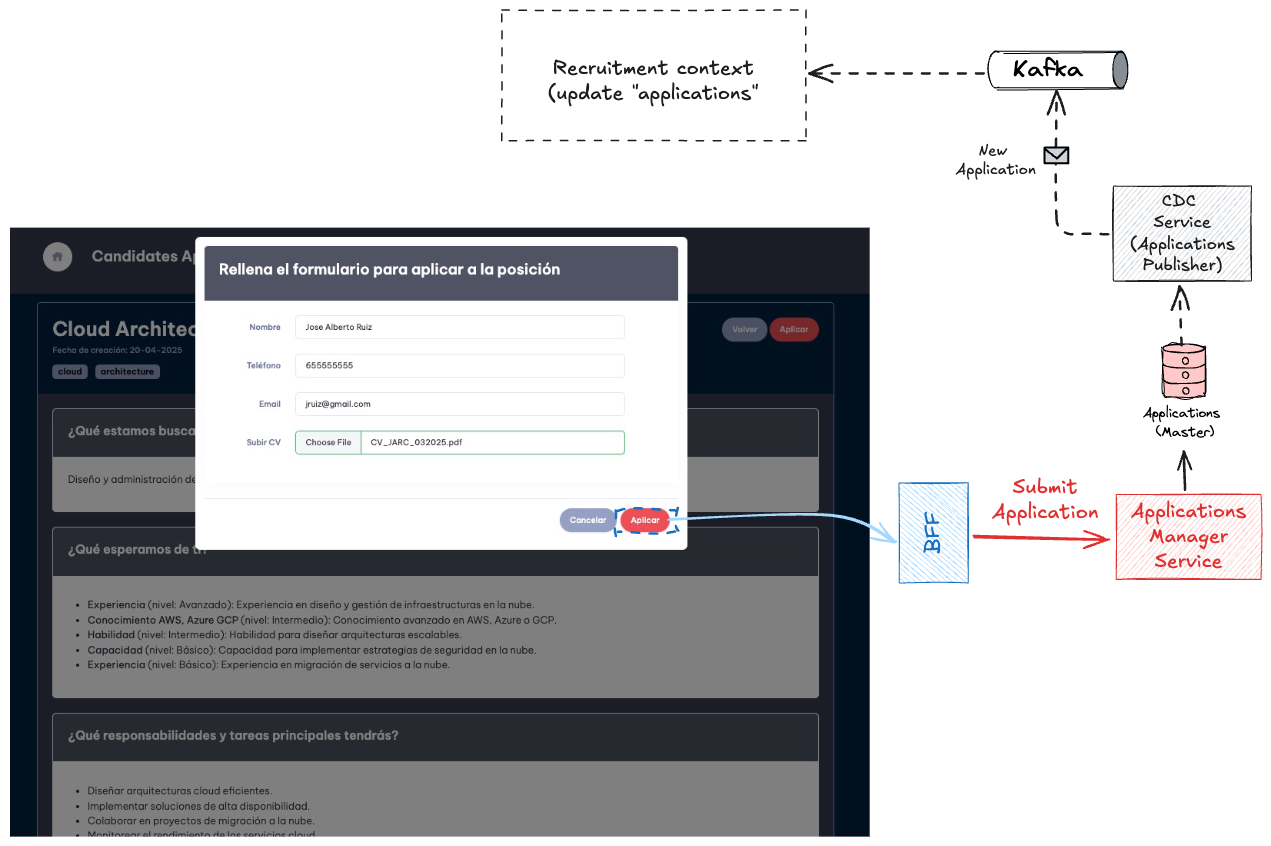 Recruitment context
(update "applications"
Kafka
New
Application
CDC
Service
(Applications
Publisher)
Applications
(Master)
Submit
Application
BFF
Applications
Manager
Service
Candidates Ap
Rellena el formulario para aplicar a la posición
Nombre
Jose Alberto Ruiz
Teléfono
655555555
Email
jruiz@gmail.com
Subir CV
Choose File
CV_JARC_032025.pdf
Cancelar
Aplicar
Cloud Architec
Fecha de creación: 20-04-2025
cloud
architecture
Volver
Aplicar
¿Qué estamos busca
Diseño y administración de
¿Qué esperamos de ti?
Experiencia (nivel: Avanzado): Experiencia en diseño y gestión de infraestructuras en la nube.
Conocimiento AWS, Azure GCP (nivel: Intermedio): Conocimiento avanzado en AWS, Azure o GCP.
Habilidad (nivel: Intermedio): Habilidad para diseñar arquitecturas escalables.
Capacidad (nivel: Básico): Capacidad para implementar estrategias de seguridad en la nube.
Experiencia (nivel: Básico): Experiencia en migración de servicios a la nube.
¿Qué responsabilidades y tareas principales tendrás?
Diseñar arquitecturas cloud eficientes.
Implementar soluciones de alta disponibilidad.
Colaborar en proyectos de migración a la nube.
Monitorear el rendimiento de los servicios cloud.